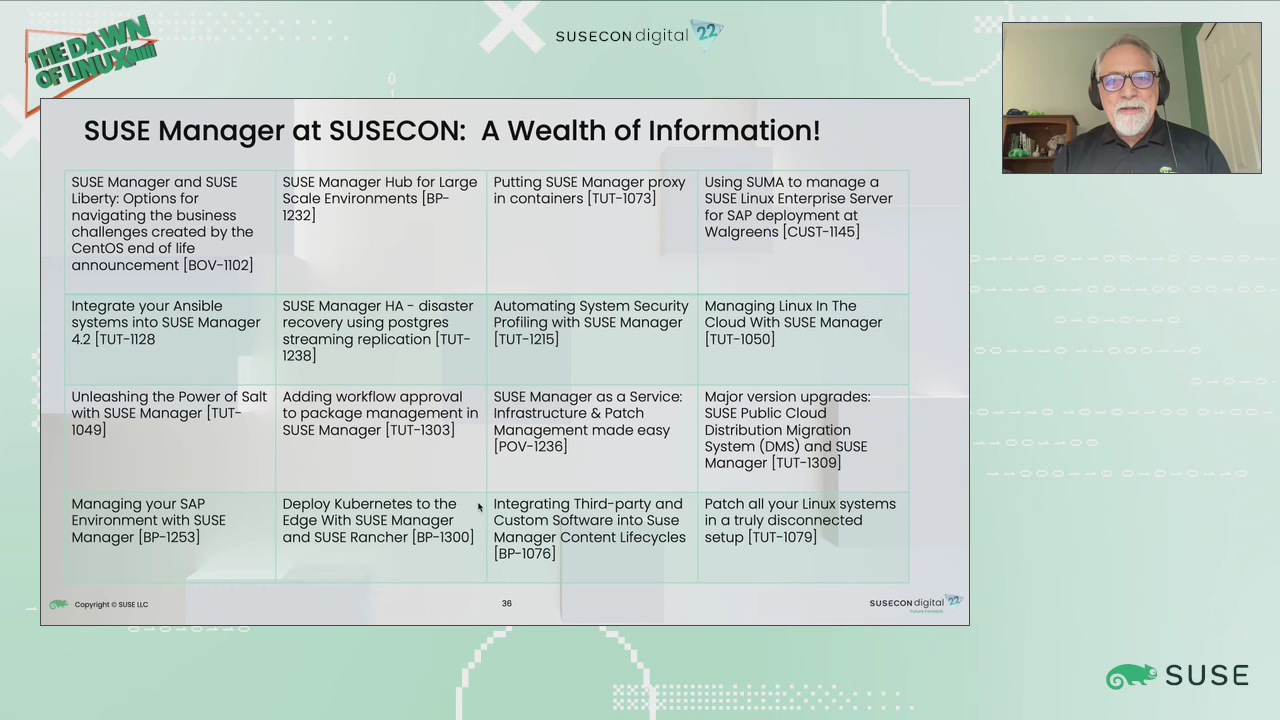 THE DAWN
OF LINUX
SUSECON digital 22
SUSE Manager at SUSECON:  A Wealth of Information!
SUSE Manager and SUSE
Liberty: Options for
navigating the business
challenges created by the
CentOS end of life
announcement [BOV-1102]
SUSE Manager Hub for Large
Scale Environments [BP-
1232]
Putting SUSE Manager proxy
in containers [TUT-1073]
Using SUMA to manage a
SUSE Linux Enterprise Server
for SAP deployment at
Walgreens [CUST-1145]
Integrate your Ansible
systems into SUSE Manager
4.2 [TUT-1128
SUSE Manager HA - disaster
recovery using postgres
streaming replication [TUT-
1238]
Automating System Security
Profiling with SUSE Manager
[TUT-1215]
Managing Linux In The
Cloud With SUSE Manager
[TUT-1050]
Unleashing the Power of Salt
with SUSE Manager [TUT-
1049]
Adding workflow approval
to package management in
SUSE Manager [TUT-1303]
SUSE Manager as a Service:
Infrastructure & Patch
Management made easy
[POV-1236]
Major version upgrades:
SUSE Public Cloud
Distribution Migration
System (DMS) and SUSE
Manager [TUT-1309]
Managing your SAP
Environment with SUSE
Manager [BP-1253]
Deploy Kubernetes to the
Edge With SUSE Manager
and SUSE Rancher [BP-1300]
Integrating Third-party and
Custom Software into Suse
Manager Content Lifecycles
[BP-1076]
Patch all your Linux systems
in a truly disconnected
setup [TUT-1079]
Copyright © SUSE LLC
36
SUSECON digital 22
SUSE